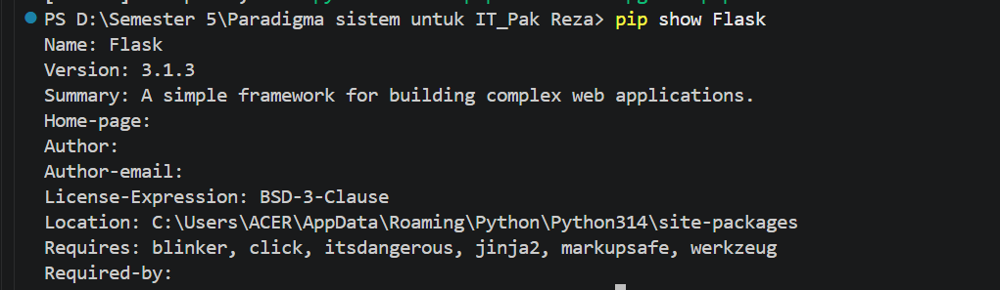 PS D:\Semester 5\Paradigma sistem untuk IT_Pak Reza> pip show Flask
Name: Flask
Version: 3.1.3
Summary: A simple framework for building complex web applications.
Home-page:
Author:
Author-email:
License-Expression: BSD-3-Clause
Location: C:\Users\ACER\AppData\Roaming\Python\Python314\site-packages
Requires: blinker, click, itsdangerous, jinja2, markupsafe, werkzeug
Required-by: